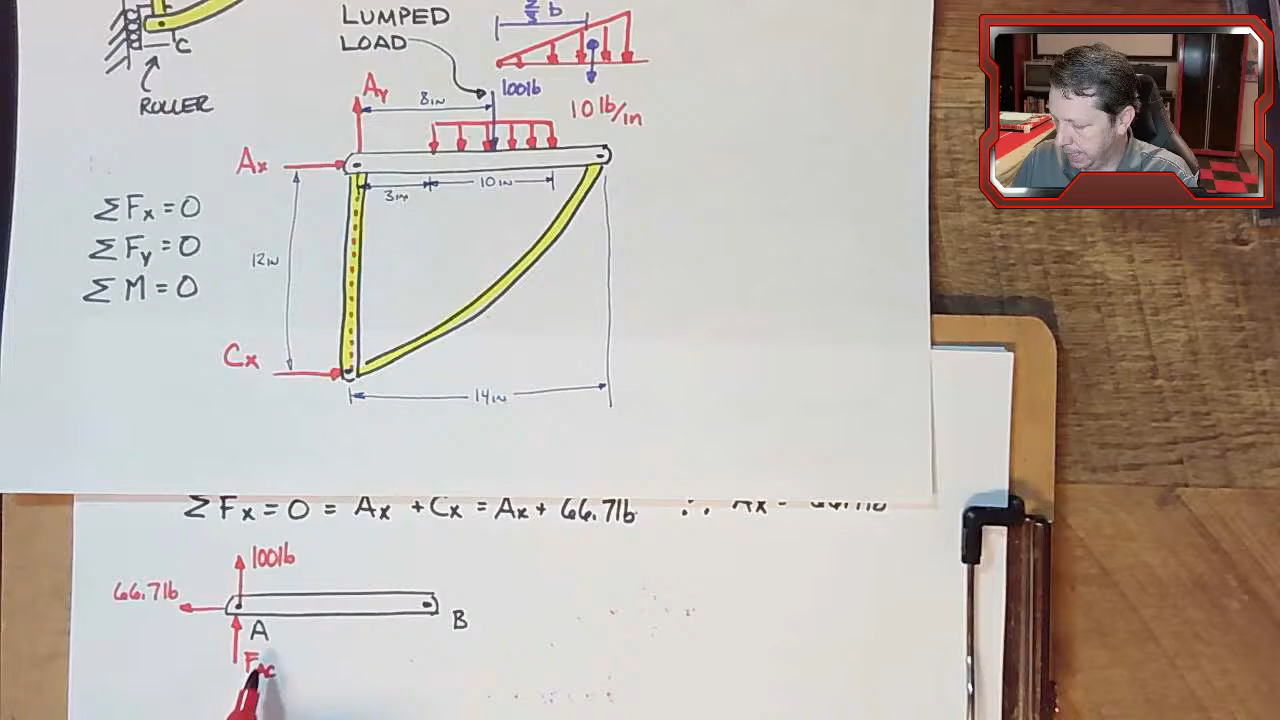 C
ROLLER
LUMPED
LOAD
2/3 b
100lb
10 lb/in
Ay
8in
Ax
3in
10in
ΣFx = 0
ΣFy = 0
ΣM = 0
12in
Cx
14in
ΣFx = 0 = Ax + Cx = Ax + 66.7lb ∴ Ax =
100lb
66.7lb
A
B